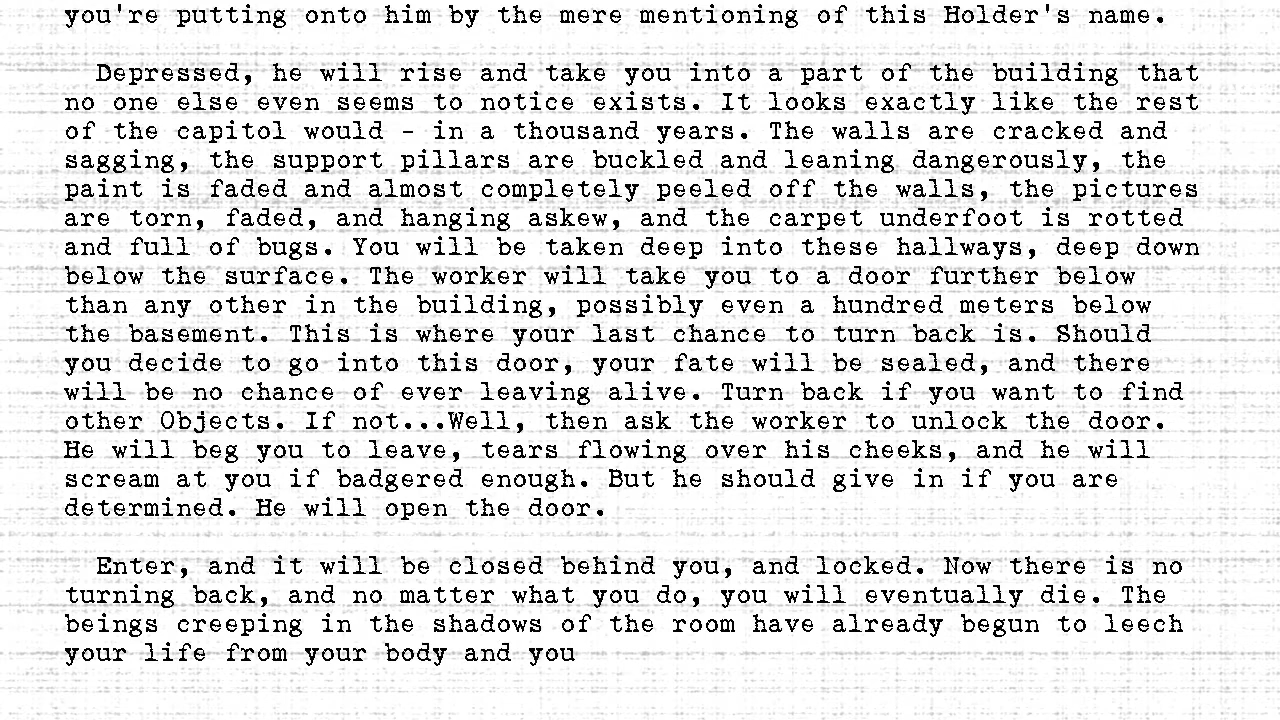 you're putting onto him by the mere mentioning of this Holder's name.
Depressed, he will rise and take you into a part of the building that
no one else even seems to notice exists. It looks exactly like the rest
of the capitol would - in a thousand years. The walls are cracked and
sagging, the support pillars are buckled and leaning dangerously, the
paint is faded and almost completely peeled off the walls, the pictures
are torn, faded, and hanging askew, and the carpet underfoot is rotted
and full of bugs. You will be taken deep into these hallways, deep down
below the surface. The worker will take you to a door further below
than any other in the building, possibly even a hundred meters below
the basement. This is where your last chance to turn back is. Should
you decide to go into this door, your fate will be sealed, and there
will be no chance of ever leaving alive. Turn back if you want to find
other Objects. If not...Well, then ask the worker to unlock the door.
He will beg you to leave, tears flowing over his cheeks, and he will
scream at you if badgered enough. But he should give in if you are
determined. He will open the door.
Enter, and it will be closed behind you, and locked. Now there is no
turning back, and no matter what you do, you will eventually die. The
beings creeping in the shadows of the room have already begun to leech
your life from your body and you